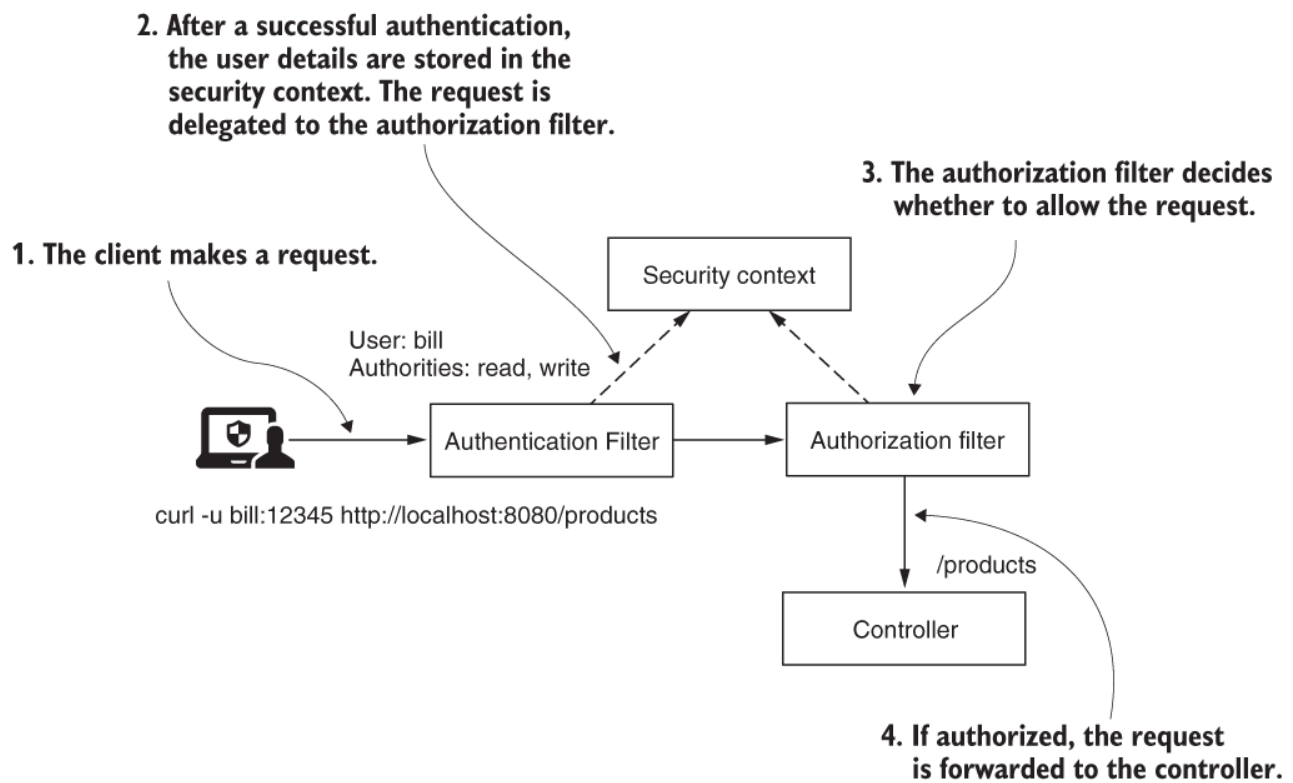 2. After a successful authentication,
the user details are stored in the
security context. The request is
delegated to the authorization filter.
3. The authorization filter decides
whether to allow the request.
1. The client makes a request.
Security context
User: bill
Authorities: read, write
Authentication Filter
Authorization filter
curl -u bill:12345 http://localhost:8080/products
/products
Controller
4. If authorized, the request
is forwarded to the controller.